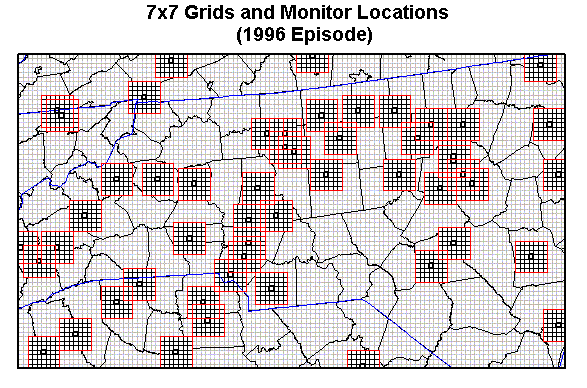 7x7 Grids and Monitor Locations
(1996 Episode)